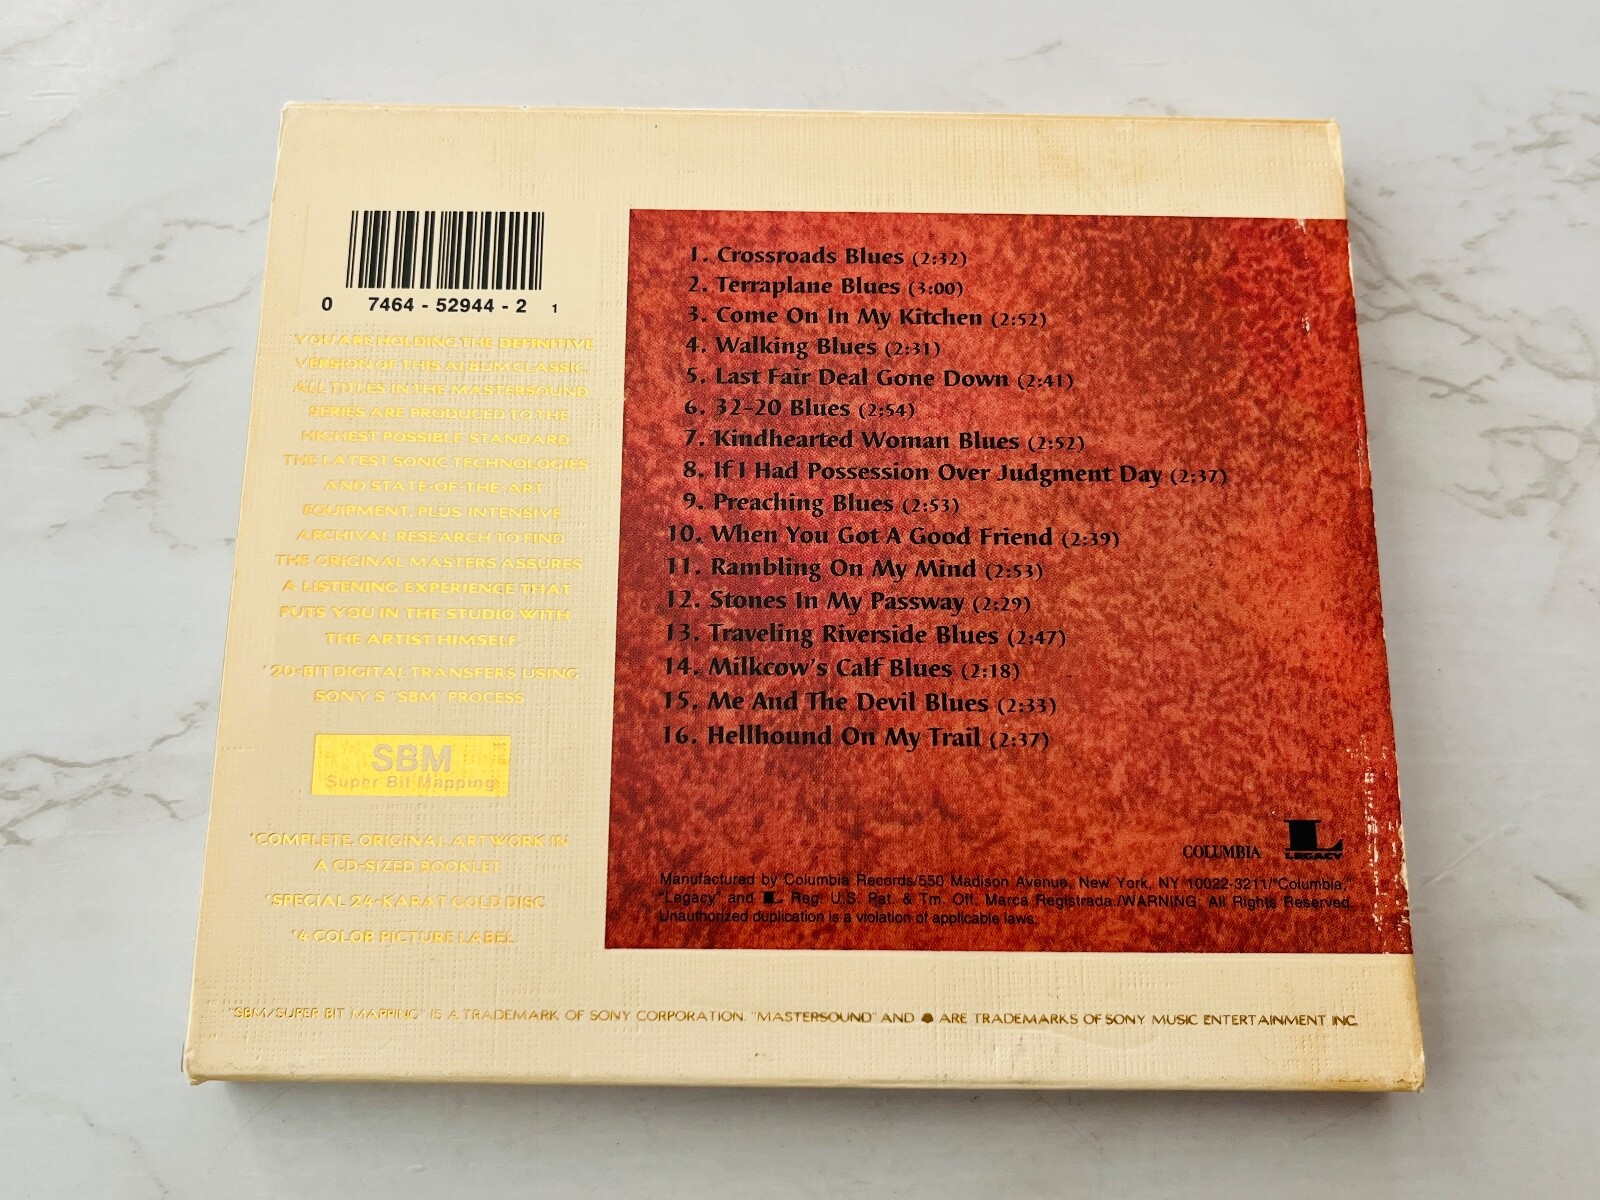 0 7464 - 52944 - 2 1
YOU ARE HOLDING THE DEFINITIVE
VERSION OF THIS ALBUM CLASSIC.
ALL TITLES IN THE MASTERSOUND
SERIES ARE PRODUCED TO THE
HIGHEST POSSIBLE STANDARD.
THE LATEST SONIC TECHNOLOGIES
AND STATE-OF-THE-ART
EQUIPMENT, PLUS INTENSIVE
ARCHIVAL RESEARCH TO FIND
THE ORIGINAL MASTERS ASSURES
A LISTENING EXPERIENCE THAT
PUTS YOU IN THE STUDIO WITH
THE ARTIST HIMSELF.
*20-BIT DIGITAL TRANSFERS USING
SONY'S "SBM" PROCESS
SBM
Super Bit Mapping
*COMPLETE, ORIGINAL ARTWORK IN
A CD-SIZED BOOKLET
*SPECIAL 24-KARAT GOLD DISC
*4 COLOR PICTURE LABEL
1. Crossroads Blues (2:32)
2. Terraplane Blues (3:00)
3. Come On In My Kitchen (2:52)
4. Walking Blues (2:31)
5. Last Fair Deal Gone Down (2:41)
6. 32-20 Blues (2:54)
7. Kindhearted Woman Blues (2:52)
8. If I Had Possession Over Judgment Day (2:37)
9. Preaching Blues (2:53)
10. When You Got A Good Friend (2:39)
11. Rambling On My Mind (2:53)
12. Stones In My Passway (2:29)
13. Traveling Riverside Blues (2:47)
14. Milkcow's Calf Blues (2:18)
15. Me And The Devil Blues (2:33)
16. Hellhound On My Trail (2:37)
COLUMBIA
L LEGACY
Manufactured by Columbia Records/550 Madison Avenue, New York, NY 10022-3211/"Columbia,"
"Legacy" and L Reg. U.S. Pat. & Tm. Off. Marca Registrada./WARNING: All Rights Reserved.
Unauthorized duplication is a violation of applicable laws.
"SBM/SUPER BIT MAPPING" IS A TRADEMARK OF SONY CORPORATION. "MASTERSOUND" AND ARE TRADEMARKS OF SONY MUSIC ENTERTAINMENT INC.